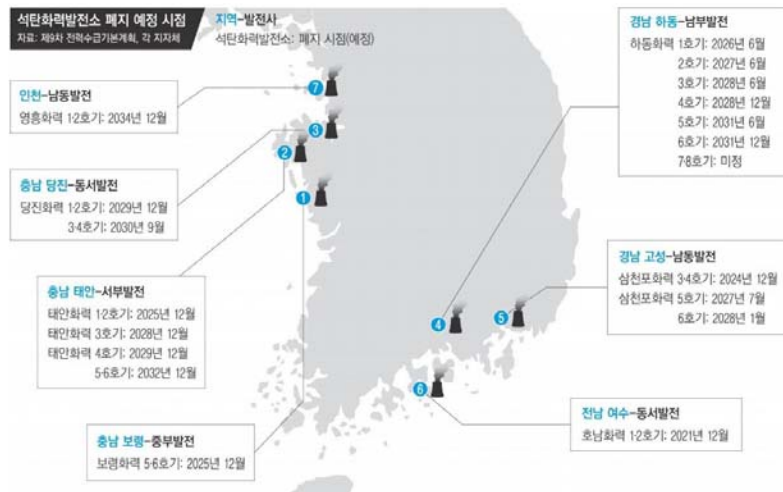 석탄화력발전소 폐지 예정 시점
자료: 제9차 전력수급기본계획, 각 지자체
지역-발전사
석탄화력발전소: 폐지 시점(예정)
인천-남동발전
영흥화력 1·2호기: 2034년 12월
충남 당진-동서발전
당진화력 1·2호기: 2029년 12월
3·4호기: 2030년 9월
충남 태안-서부발전
태안화력 1·2호기: 2025년 12월
태안화력 3호기: 2028년 12월
태안화력 4호기: 2029년 12월
5·6호기: 2032년 12월
충남 보령-중부발전
보령화력 5·6호기: 2025년 12월
경남 하동-남부발전
하동화력 1호기: 2026년 6월
2호기: 2027년 6월
3호기: 2028년 6월
4호기: 2028년 12월
5호기: 2031년 6월
6호기: 2031년 12월
7·8호기: 미정
경남 고성-남동발전
삼천포화력 3·4호기: 2024년 12월
삼천포화력 5호기: 2027년 7월
6호기: 2028년 1월
전남 여수-동서발전
호남화력 1·2호기: 2021년 12월
7
3
2
1
4
5
6